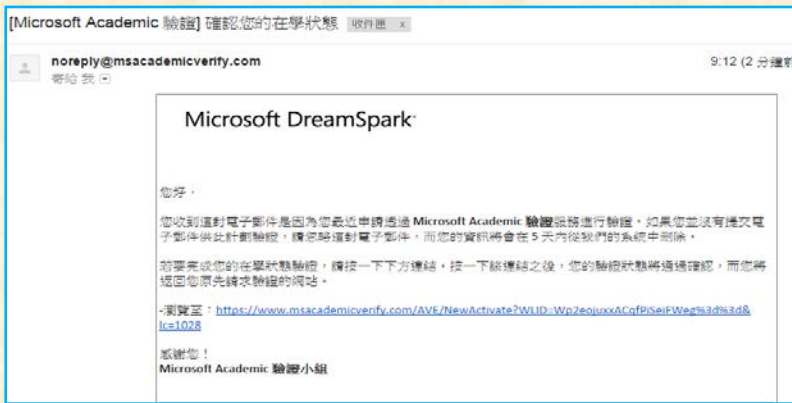 [Microsoft Academic 驗證] 確認您的在學狀態 收件匣 x
noreply@msacademicverify.com 9:12 (2 分鐘前
寄給 我
Microsoft DreamSpark
您好，
您收到這封電子郵件是因為您最近申請透過 Microsoft Academic 驗證服務進行驗證。如果您並沒有提交電
子郵件供此計劃驗證，請忽略這封電子郵件，而您的資訊將會在 5 天內從我們的系統中刪除。
若要完成您的在學狀態驗證，請按一下下方連結。按一下該連結之後，您的驗證狀態將通過確認，而您將
返回您原先請求驗證的網站。
-瀏覽至：https://www.msacademicverify.com/AVE/NewActivate?WLID=Wp2eojuxxACqfPiSeiFWeg%3d%3d&
lc=1028
感謝您！
Microsoft Academic 驗證小組